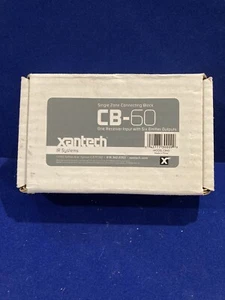 Single Zone Connecting Block
CB-60
One Receiver Input with Six Emitter Outputs
xantech
IR Systems